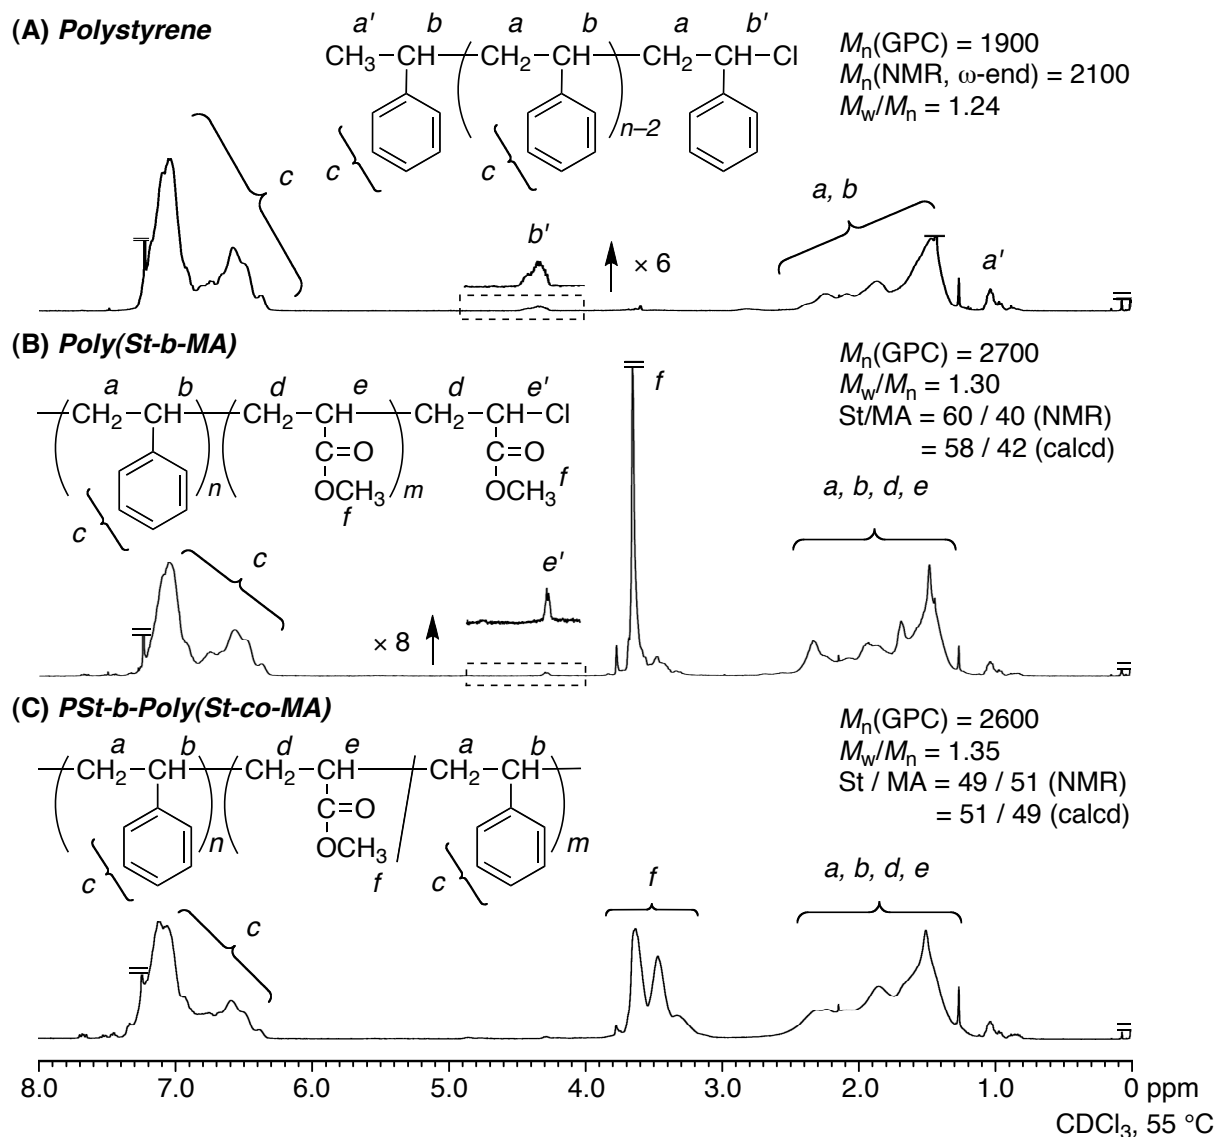 (A) Polystyrene
a' b a b a b'
CH3 CH CH2 CH CH2 CH Cl
n–2
c c
Mn(GPC) = 1900
Mn(NMR, ω-end) = 2100
Mw/Mn = 1.24
c
b'
× 6
a, b
a'
(B) Poly(St-b-MA)
a b d e d e'
CH2 CH CH2 CH CH2 CH Cl
C=O C=O
n OCH3 m OCH3 f
f
c
Mn(GPC) = 2700
Mw/Mn = 1.30
St/MA = 60 / 40 (NMR)
= 58 / 42 (calcd)
f
a, b, d, e
c
e'
× 8
(C) PSt-b-Poly(St-co-MA)
a b d e a b
CH2 CH CH2 CH CH2 CH
C=O
n OCH3 m
f
c c
Mn(GPC) = 2600
Mw/Mn = 1.35
St / MA = 49 / 51 (NMR)
= 51 / 49 (calcd)
c
f
a, b, d, e
8.0 7.0 6.0 5.0 4.0 3.0 2.0 1.0 0 ppm
CDCl3, 55 °C